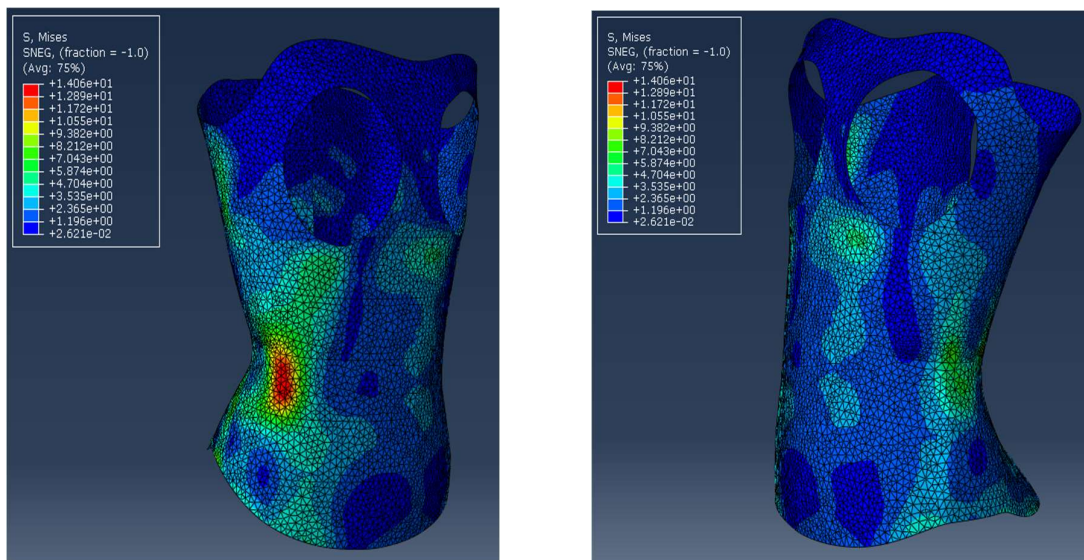 S, Mises
SNEG, (fraction = -1.0)
(Avg: 75%)
+1.406e+01
+1.289e+01
+1.172e+01
+1.055e+01
+9.382e+00
+8.212e+00
+7.043e+00
+5.874e+00
+4.704e+00
+3.535e+00
+2.365e+00
+1.196e+00
+2.621e-02
S, Mises
SNEG, (fraction = -1.0)
(Avg: 75%)
+1.406e+01
+1.289e+01
+1.172e+01
+1.055e+01
+9.382e+00
+8.212e+00
+7.043e+00
+5.874e+00
+4.704e+00
+3.535e+00
+2.365e+00
+1.196e+00
+2.621e-02